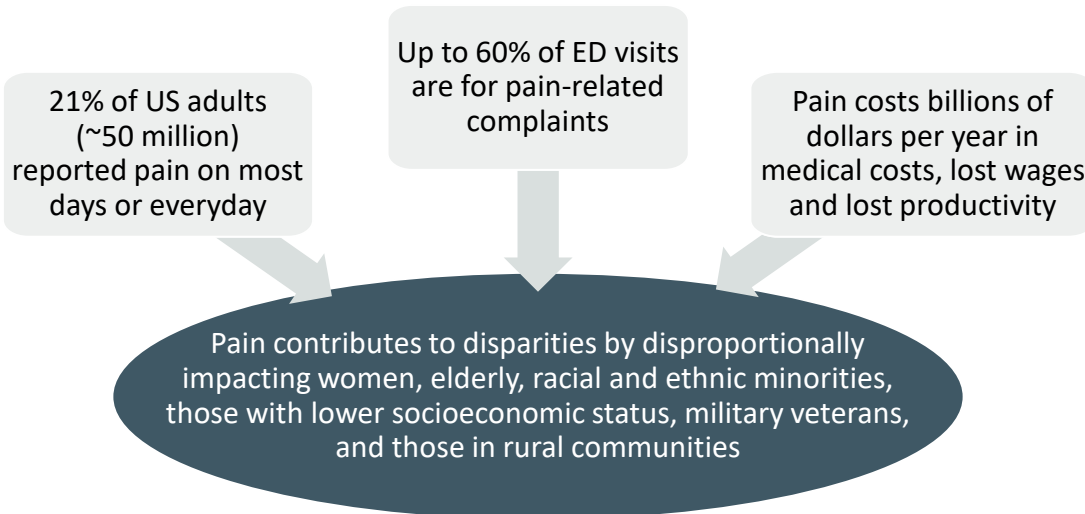 21% of US adults
(~50 million)
reported pain on most
days or everyday
Up to 60% of ED visits
are for pain-related
complaints
Pain costs billions of
dollars per year in
medical costs, lost wages
and lost productivity
Pain contributes to disparities by disproportionally
impacting women, elderly, racial and ethnic minorities,
those with lower socioeconomic status, military veterans,
and those in rural communities